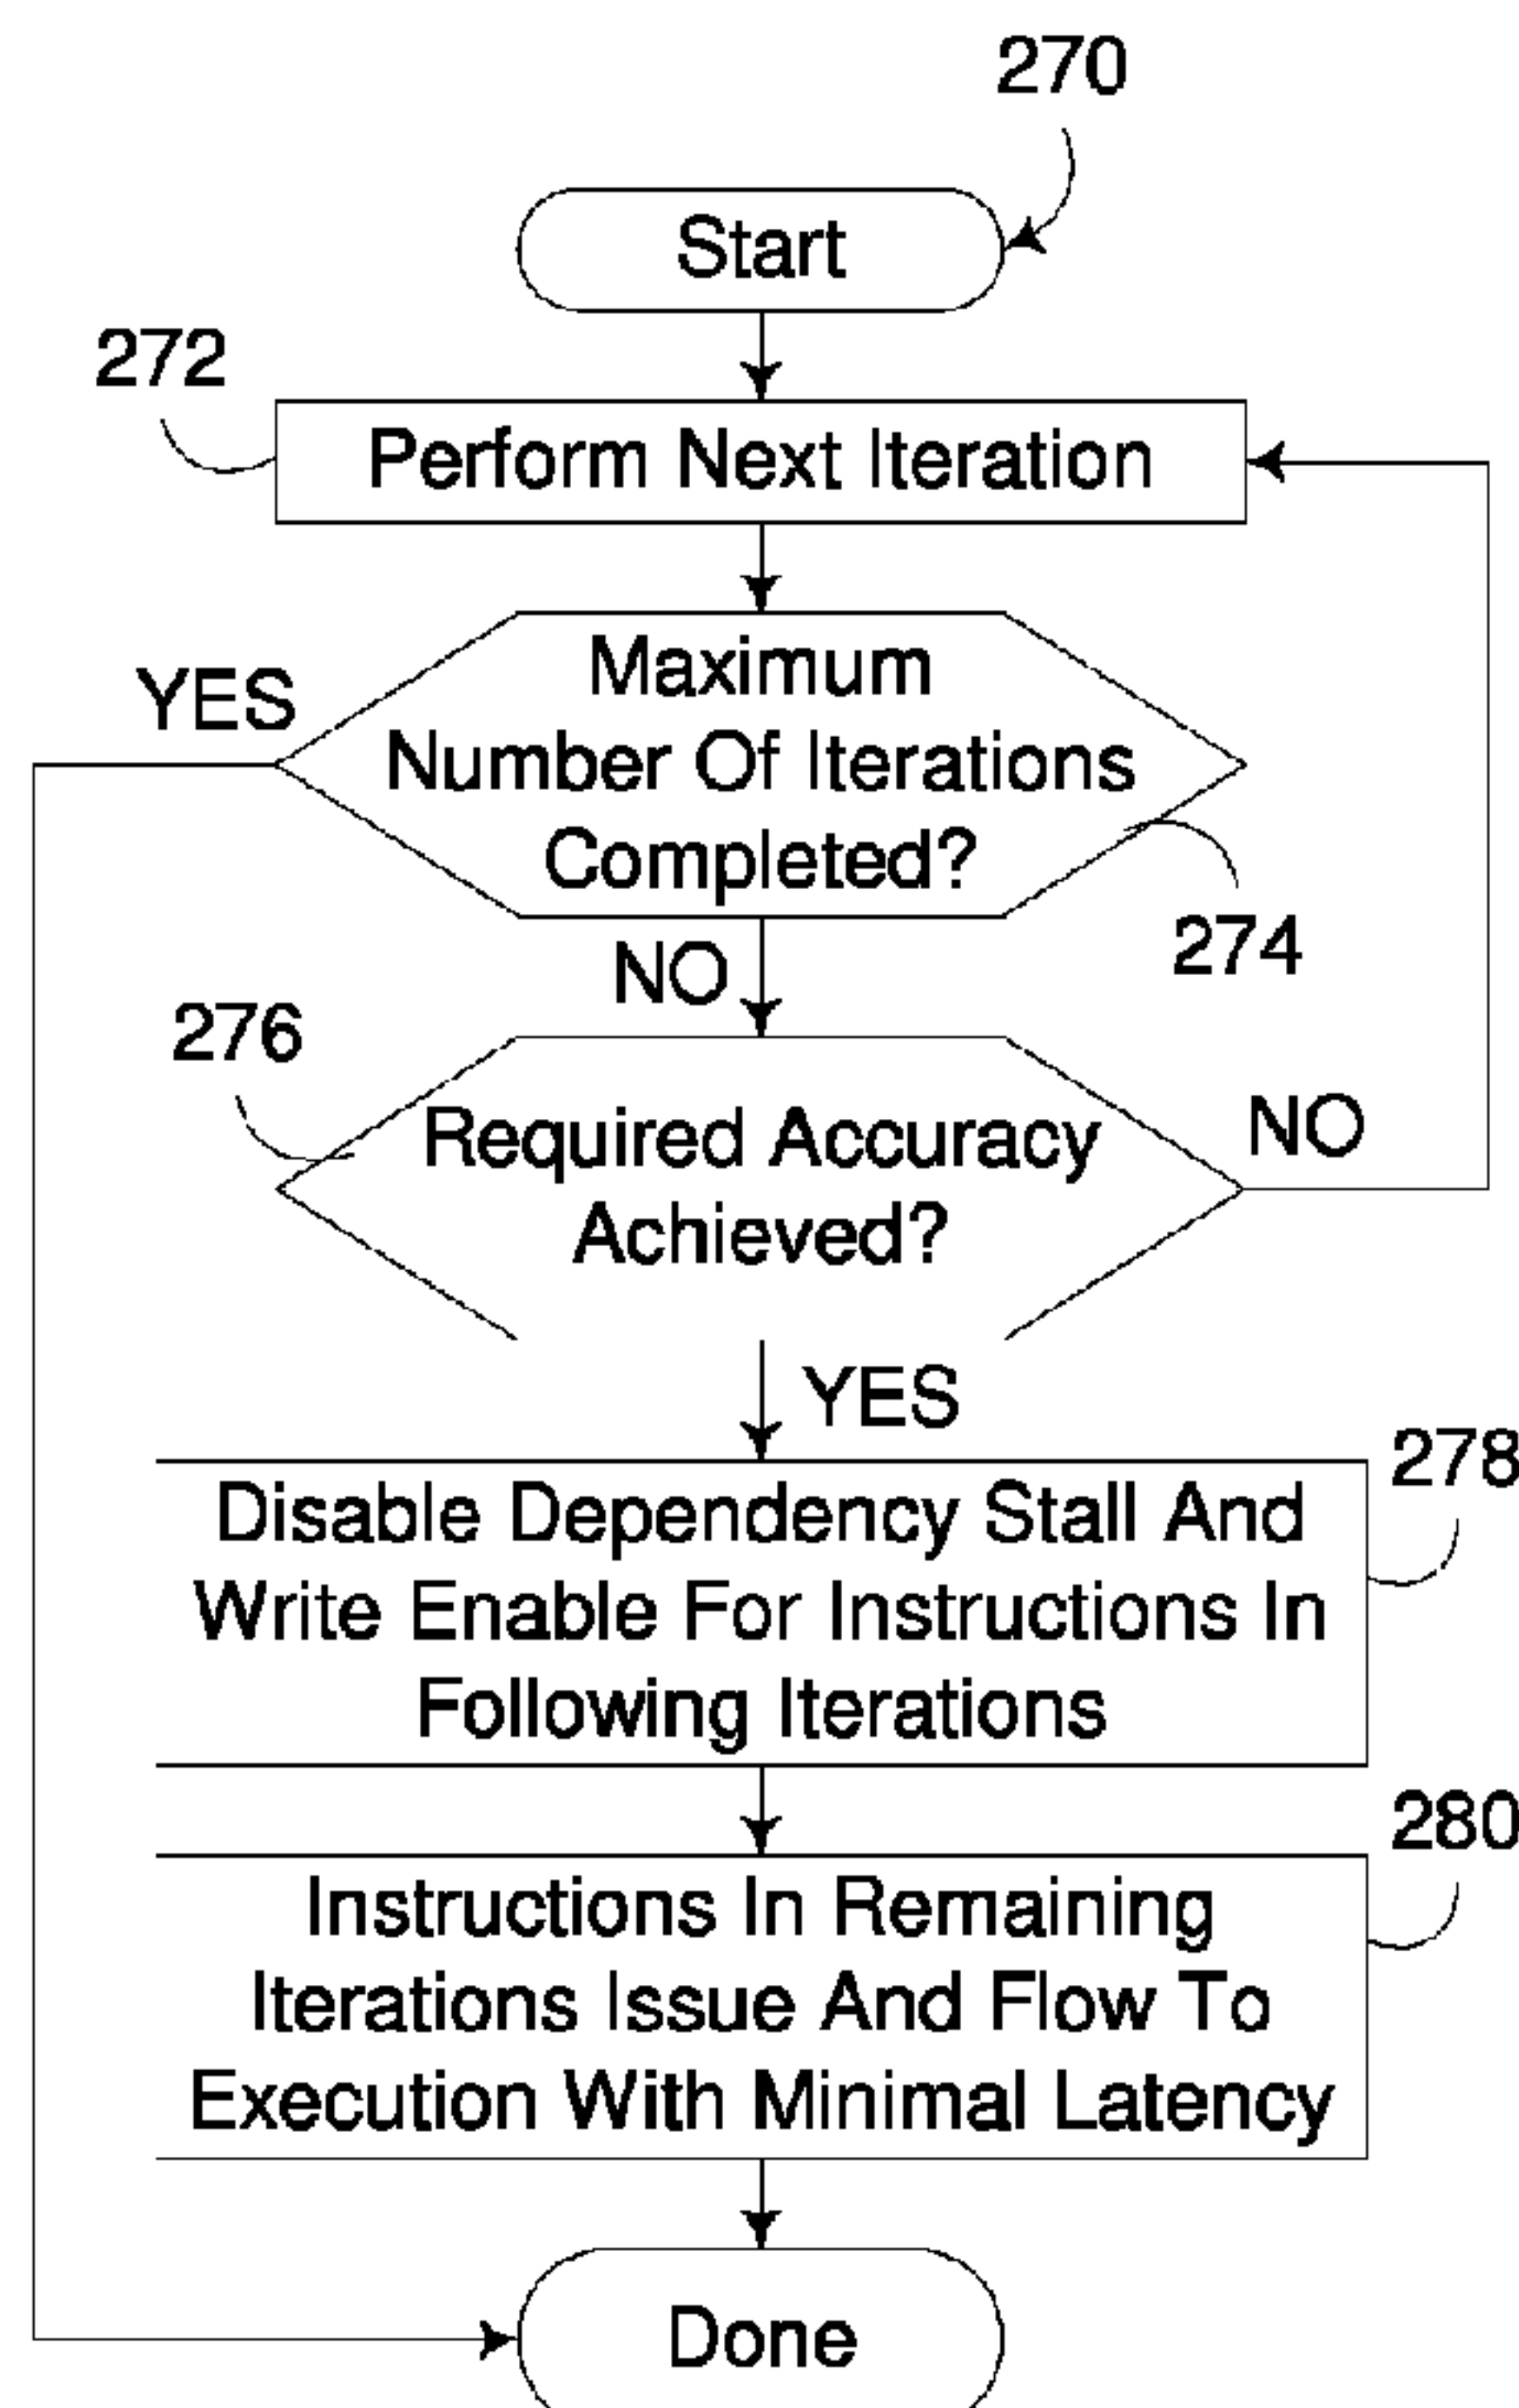 270
Start
272
Perform Next Iteration
YES
Maximum
Number Of Iterations
Completed?
274
NO
276
Required Accuracy
Achieved?
NO
YES
278
Disable Dependency Stall And
Write Enable For Instructions In
Following Iterations
280
Instructions In Remaining
Iterations Issue And Flow To
Execution With Minimal Latency
Done